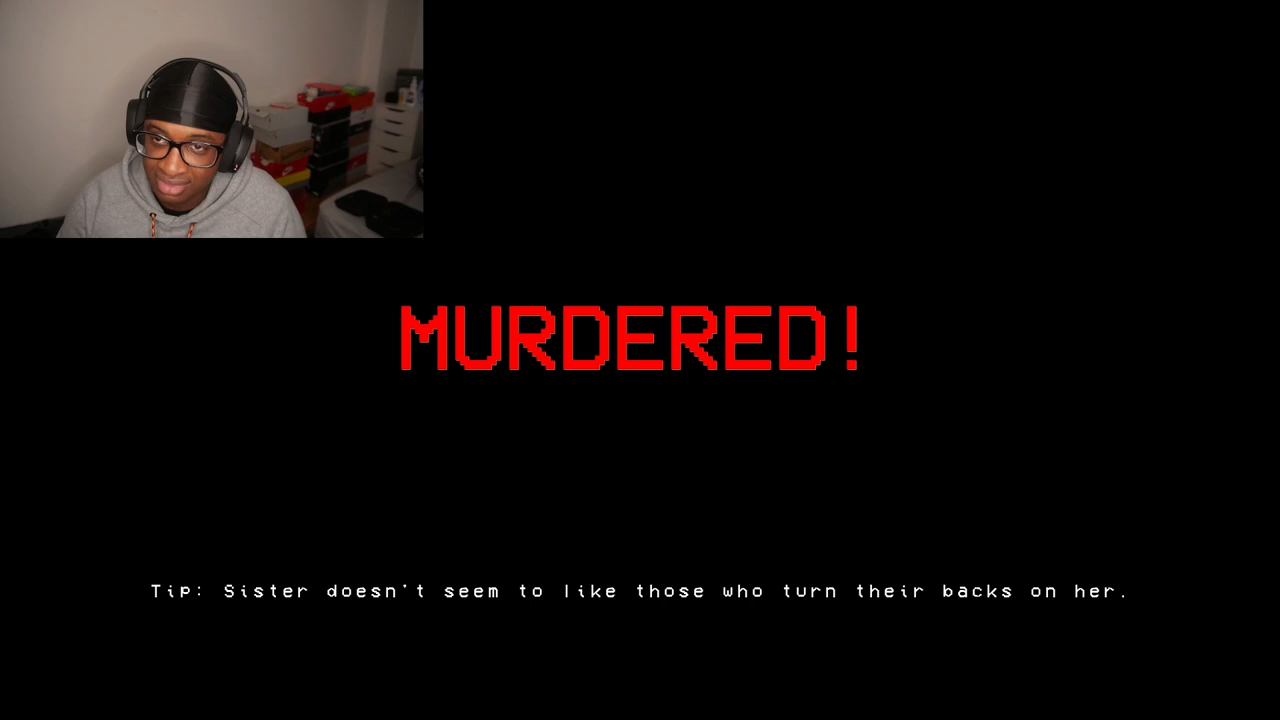 MURDERED!
Tip: Sister doesn't seem to like those who turn their backs on her.